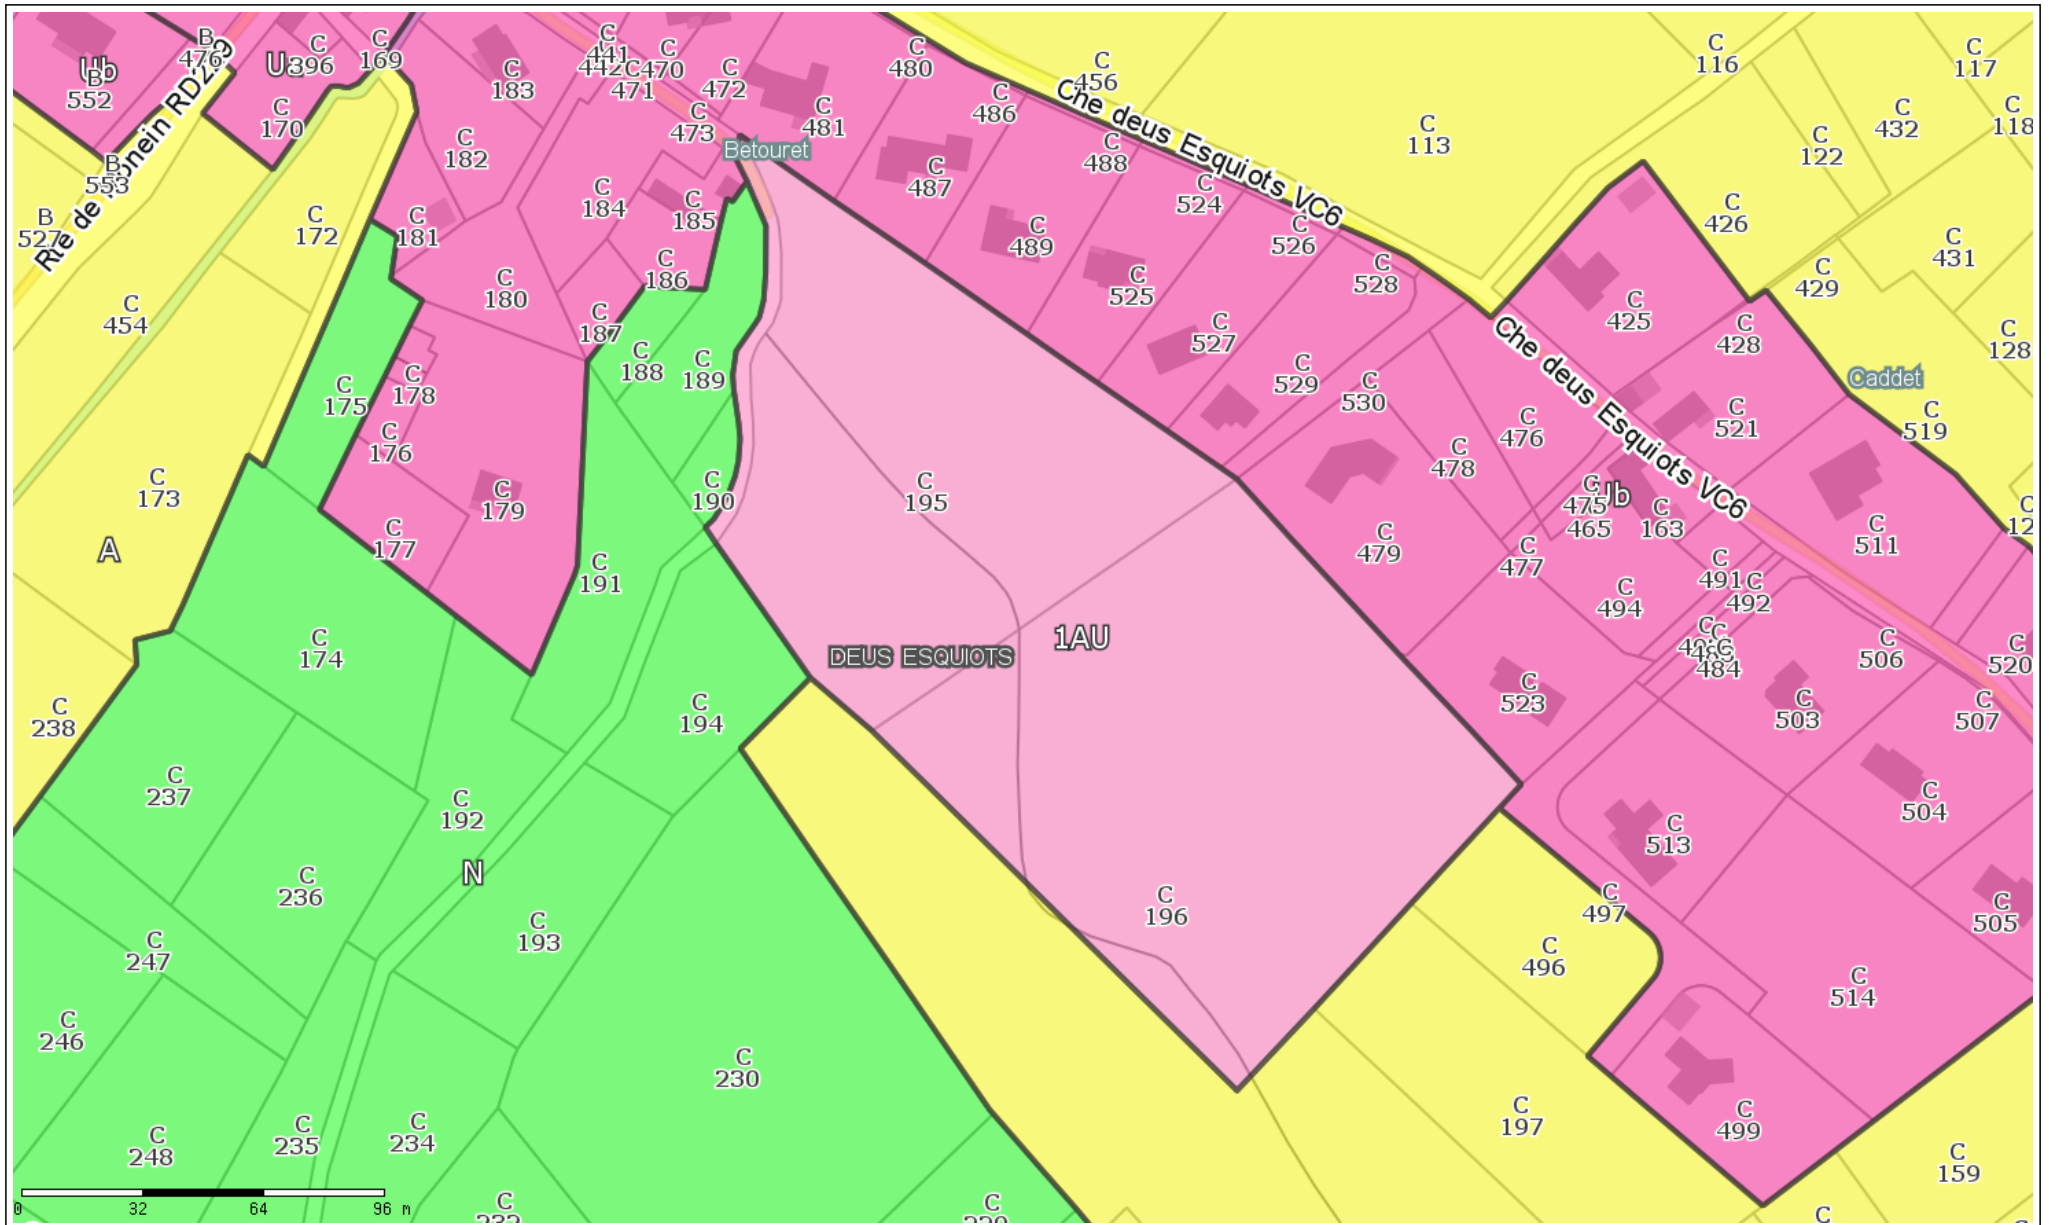 B
476
C
396
C
169
Ub
B
552
C
170
C
183
C
441
442
C
470
C
471
C
472
C
473
C
480
C
456
C
116
C
117
C
481
C
486
Che deus Esquiots VC6
C
113
C
432
C
118
C
122
B
553
B
527
C
182
Betouret
C
487
C
488
C
524
C
172
C
181
C
184
C
185
C
489
C
526
C
426
C
431
C
454
C
180
C
186
C
525
C
528
C
429
C
187
C
527
C
425
C
428
C
128
C
188
C
189
Che deus Esquiots VC6
C
529
C
530
Caddet
C
175
C
178
C
176
C
476
C
521
C
519
C
478
C
173
C
179
C
190
C
195
475
465
Ub
C
163
C
511
A
C
177
C
191
C
479
C
477
C
491
C
492
C
494
C
174
DEUS ESQUIOTS
1AU
484
C
506
C
520
C
238
C
194
C
523
C
503
C
507
C
237
C
192
C
504
C
513
N
C
236
C
196
C
497
C
505
C
247
C
193
C
496
C
514
C
246
C
230
C
248
C
235
C
234
C
197
C
499
C
159
0 32 64 96 m